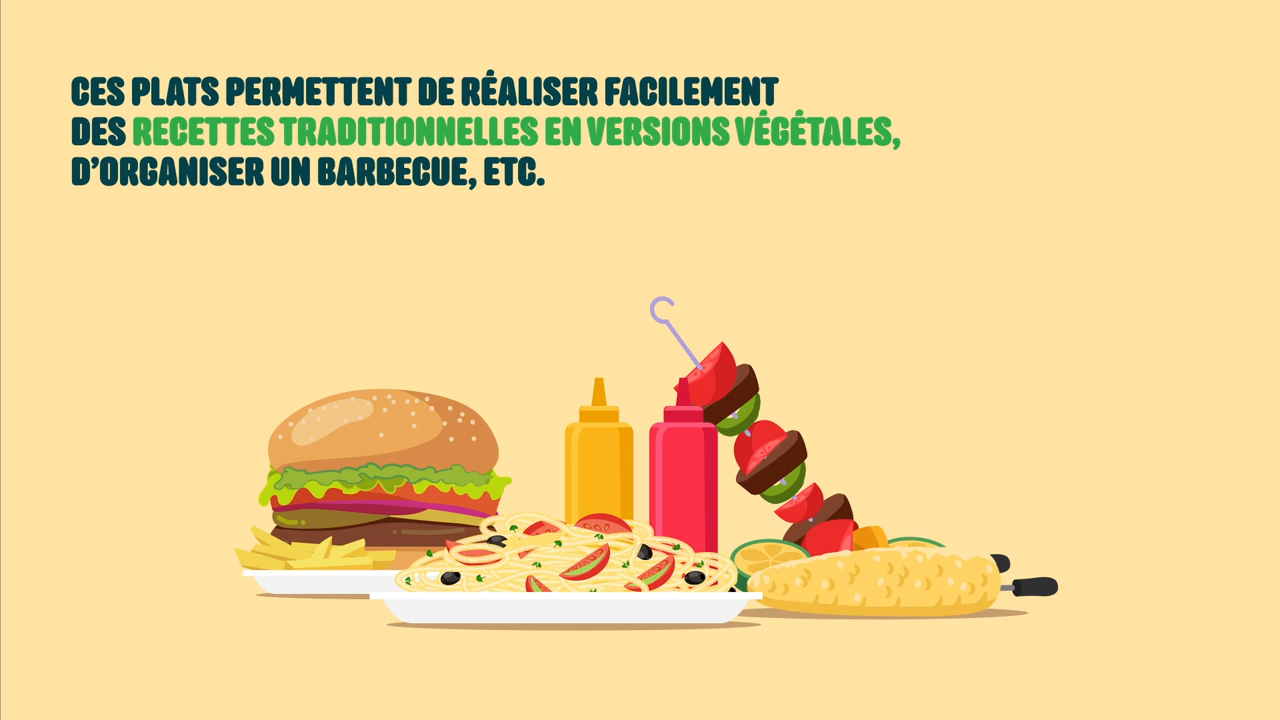 CES PLATS PERMETTENT DE RÉALISER FACILEMENT
DES RECETTES TRADITIONNELLES EN VERSIONS VÉGÉTALES,
D’ORGANISER UN BARBECUE, ETC.